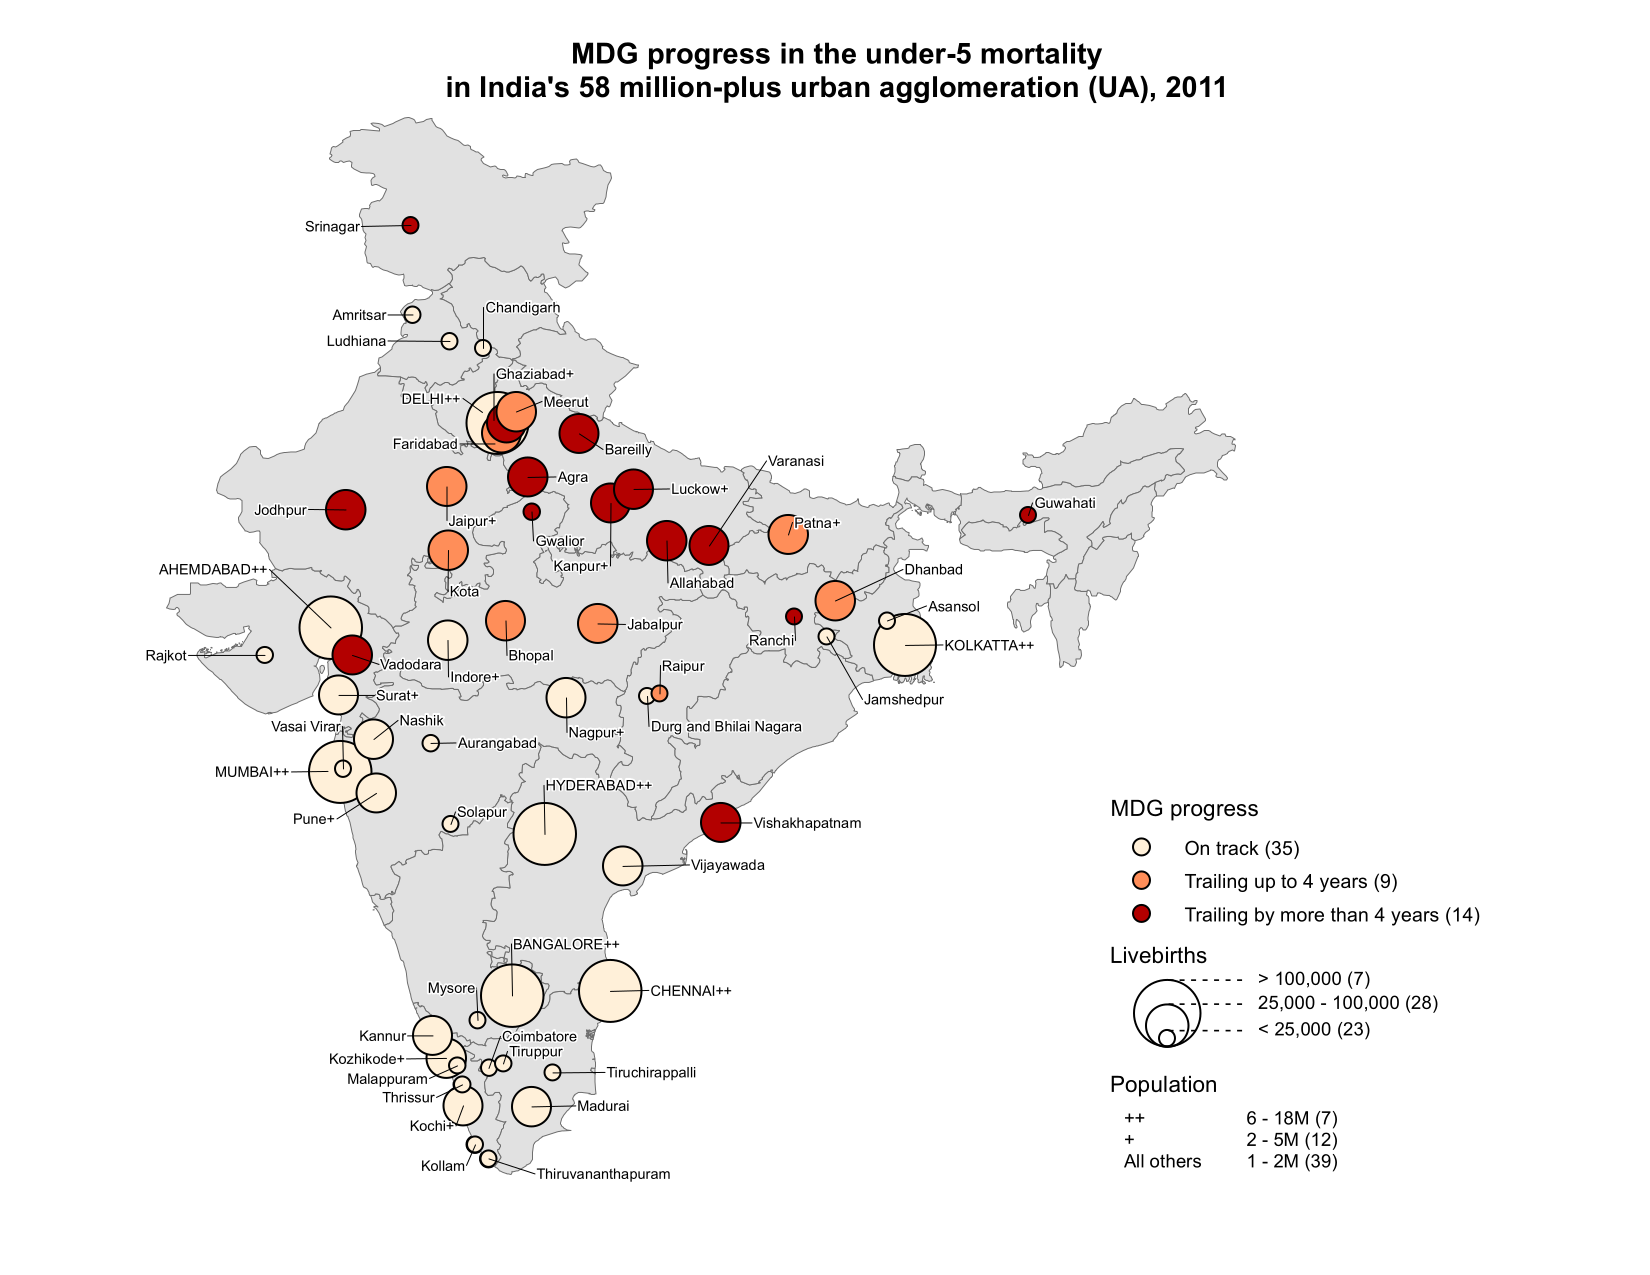 MDG progress in the under-5 mortality
in India's 58 million-plus urban agglomeration (UA), 2011
Srinagar
Chandigarh
Amritsar
Ludhiana
Ghaziabad+
DELHI++
Meerut
Faridabad
Bareilly
Varanasi
Agra
Luckow+
Guwahati
Jodhpur
Jaipur+
Patna+
Gwalior
Kanpur+
AHEMDABAD++
Dhanbad
Allahabad
Kota
Asansol
Jabalpur
Ranchi
KOLKATTA++
Rajkot
Bhopal
Vadodara
Raipur
Indore+
Surat+
Jamshedpur
Nashik
Vasai Virar
Durg and Bhilai Nagara
Nagpur+
Aurangabad
MUMBAI++
HYDERABAD++
Solapur
Pune+
Vishakhapatnam
Vijayawada
BANGALORE++
Mysore
CHENNAI++
Kannur
Coimbatore
Tiruppur
Kozhikode+
Tiruchirappalli
Malappuram
Thrissur
Madurai
Kochi+
Kollam
Thiruvananthapuram
MDG progress
On track (35)
Trailing up to 4 years (9)
Trailing by more than 4 years (14)
Livebirths
> 100,000 (7)
25,000 - 100,000 (28)
< 25,000 (23)
Population
++ 6 - 18M (7)
+ 2 - 5M (12)
All others 1 - 2M (39)